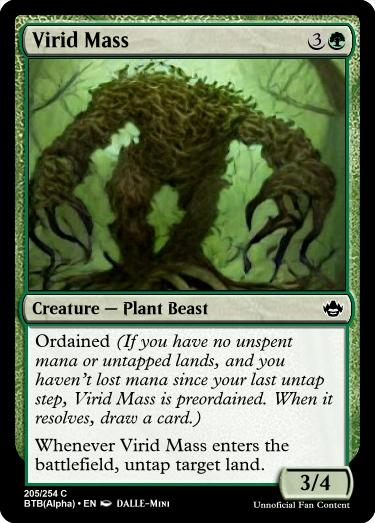 Virid Mass 3
Creature — Plant Beast
Ordained (If you have no unspent
mana or untapped lands, and you
haven't lost mana since your last untap
step, Virid Mass is preordained. When it
resolves, draw a card.)
Whenever Virid Mass enters the
battlefield, untap target land.
3/4
205/254 C
BTB(Alpha) • EN DALLE-Mini
Unofficial Fan Content